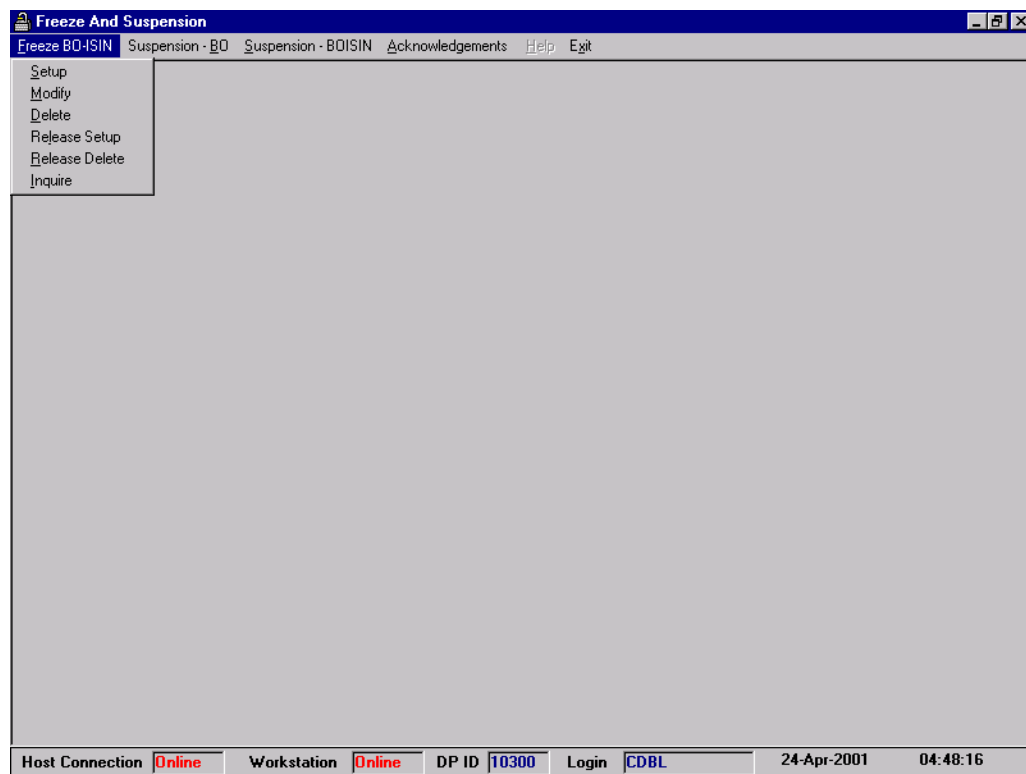 Freeze And Suspension
Freeze BO-ISIN Suspension - BO Suspension - BOISIN Acknowledgements Help Exit
Setup
Modify
Delete
Release Setup
Release Delete
Inquire
Host Connection Online Workstation Online DP ID 10300 Login CDBL 24-Apr-2001 04:48:16